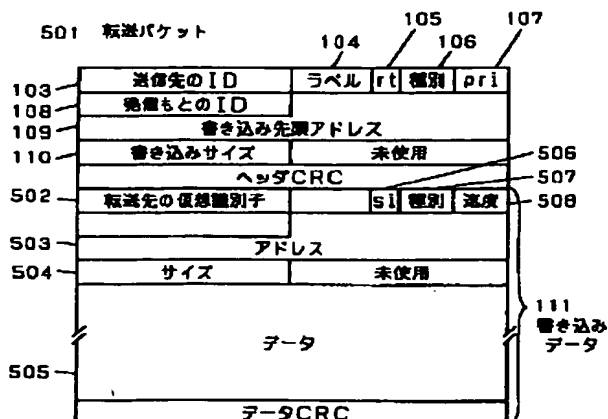 501 転送パケット
104 105 106 107
103 送信先のID ラベル rt 種別 pri
108 発信もとのID
109 書き込み先頭アドレス
110 書き込みサイズ 未使用
ヘッダCRC
506
502 転送先の仮想識別子 sl 種別 速度 507 508
503 アドレス
504 サイズ 未使用
111 書き込みデータ
データ
505
データCRC